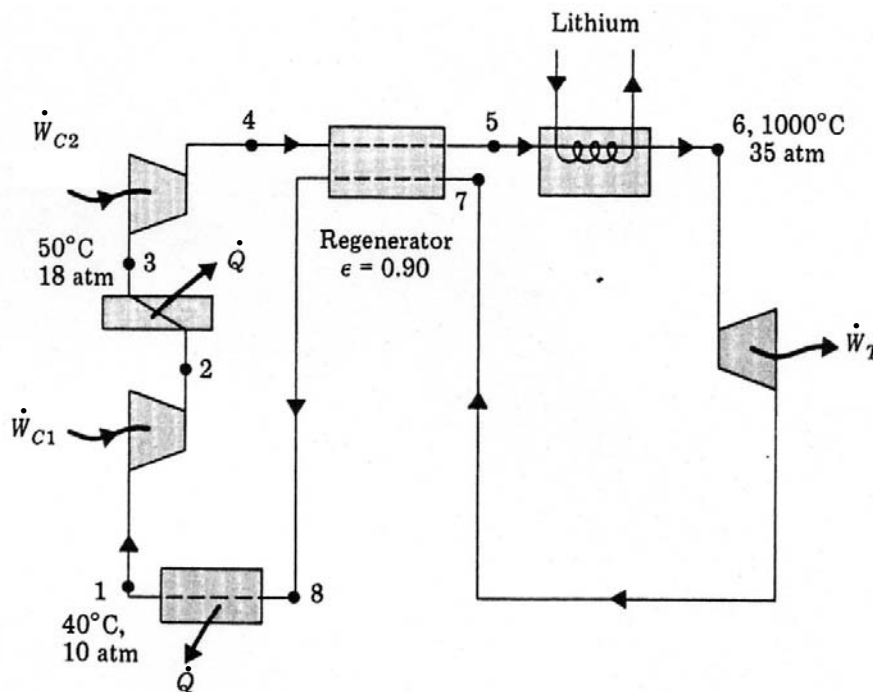 Lithium
Ẇ_C2
4
5
6, 1000°C
35 atm
7
50°C
18 atm
3
Q̇
Regenerator
ϵ = 0.90
2
Ẇ_T
Ẇ_C1
1
8
40°C,
10 atm
Q̇